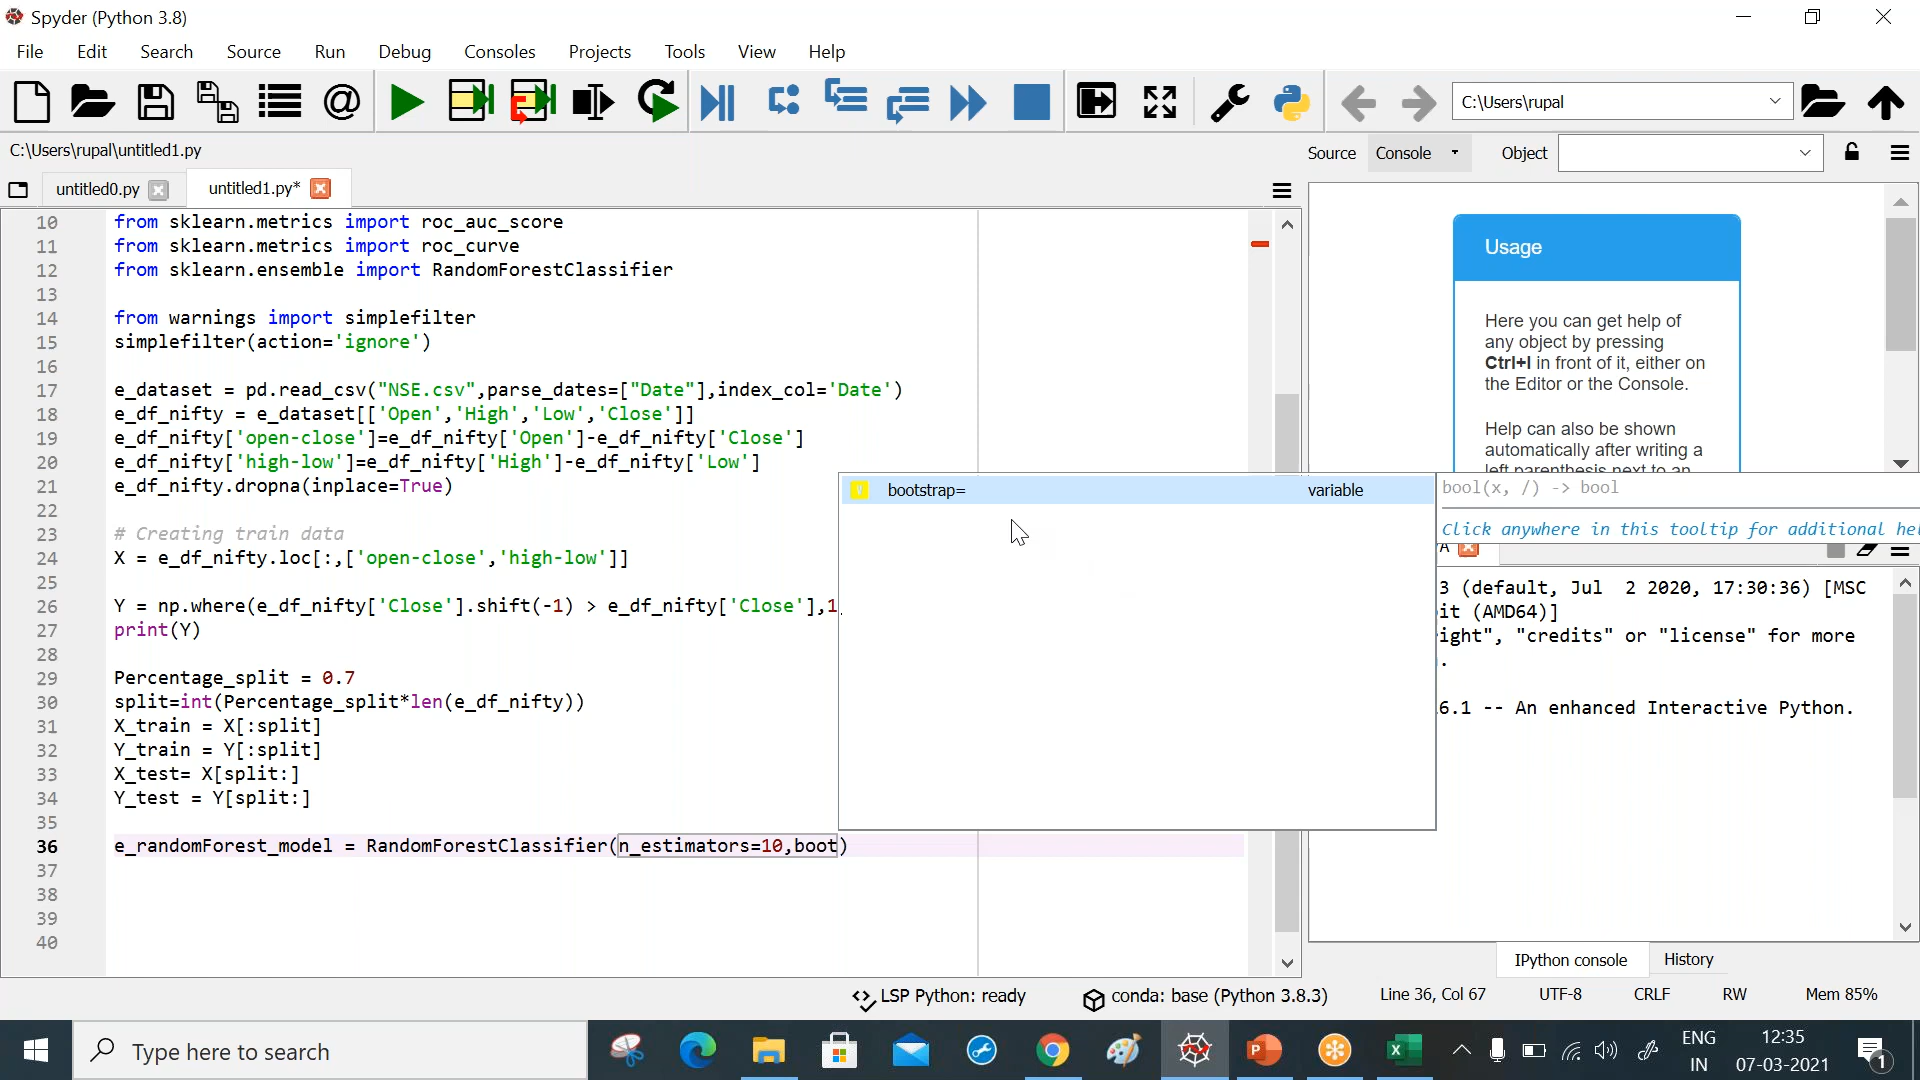 Spyder (Python 3.8)
File Edit Search Source Run Debug Consoles Projects Tools View Help
C:\Users\rupal
C:\Users\rupal\untitled1.py
Source Console Object
untitled0.py untitled1.py*
10 from sklearn.metrics import roc_auc_score
11 from sklearn.metrics import roc_curve
12 from sklearn.ensemble import RandomForestClassifier
13
14 from warnings import simplefilter
15 simplefilter(action='ignore')
16
17 e_dataset = pd.read_csv("NSE.csv",parse_dates=["Date"],index_col='Date')
18 e_df_nifty = e_dataset[['Open','High','Low','Close']]
19 e_df_nifty['open-close']=e_df_nifty['Open']-e_df_nifty['Close']
20 e_df_nifty['high-low']=e_df_nifty['High']-e_df_nifty['Low']
21 e_df_nifty.dropna(inplace=True)
22
23 # Creating train data
24 X = e_df_nifty.loc[:,['open-close','high-low']]
25
26 Y = np.where(e_df_nifty['Close'].shift(-1) > e_df_nifty['Close'],1
27 print(Y)
28
29 Percentage_split = 0.7
30 split=int(Percentage_split*len(e_df_nifty))
31 X_train = X[:split]
32 Y_train = Y[:split]
33 X_test= X[split:]
34 Y_test = Y[split:]
35
36 e_randomForest_model = RandomForestClassifier(n_estimators=10,boot)
37
38
39
40
bootstrap= variable
Usage
Here you can get help of
any object by pressing
Ctrl+I in front of it, either on
the Editor or the Console.
Help can also be shown
automatically after writing a
left parenthesis next to an
bool(x, /) -> bool
Click anywhere in this tooltip for additional he
3 (default, Jul 2 2020, 17:30:36) [MSC
it (AMD64)]
ight", "credits" or "license" for more
.
6.1 -- An enhanced Interactive Python.
IPython console History
LSP Python: ready conda: base (Python 3.8.3) Line 36, Col 67 UTF-8 CRLF RW Mem 85%
Type here to search
ENG
IN
12:35
07-03-2021
1